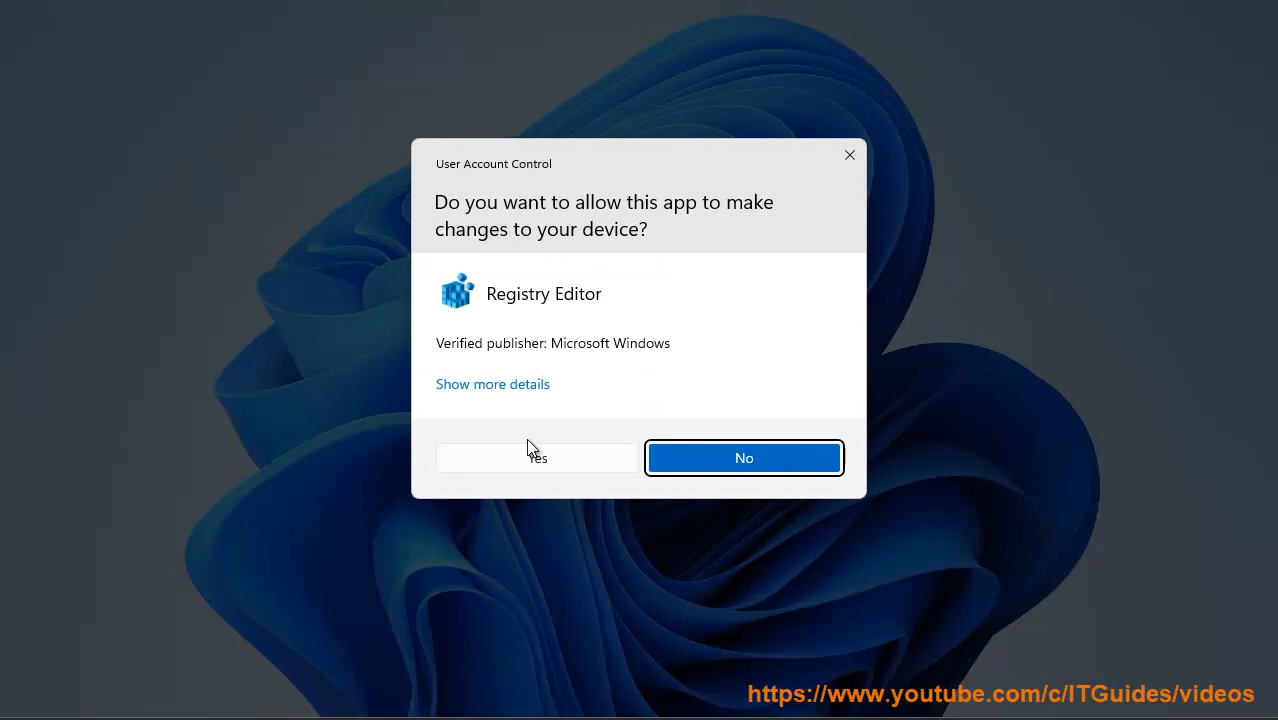 User Account Control
Do you want to allow this app to make
changes to your device?
Registry Editor
Verified publisher: Microsoft Windows
Show more details
Yes
No
https://www.youtube.com/c/ITGuides/videos